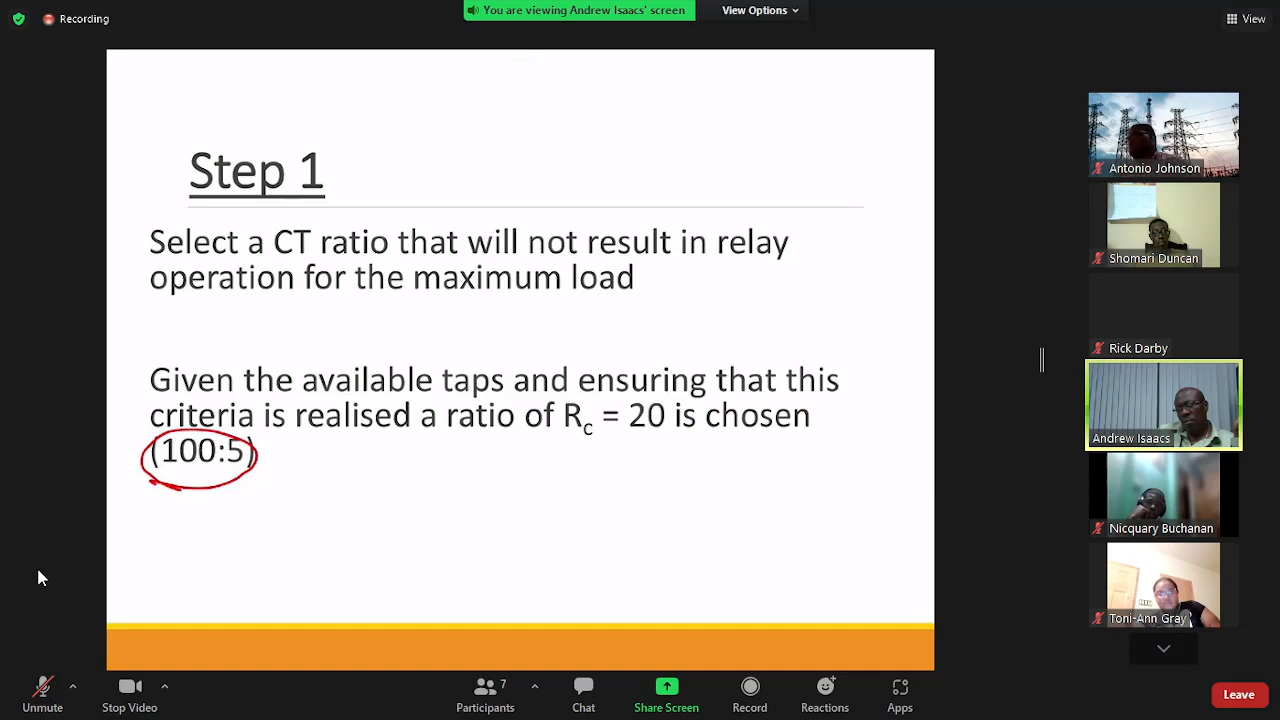 Recording
You are viewing Andrew Isaacs' screen
View Options
View
Step 1
Select a CT ratio that will not result in relay
operation for the maximum load
Given the available taps and ensuring that this
criteria is realised a ratio of Rc = 20 is chosen
(100:5)
Antonio Johnson
Shomari Duncan
Rick Darby
Andrew Isaacs
Nicquary Buchanan
Toni-Ann Gray
Unmute
Stop Video
7
Participants
Chat
Share Screen
Record
Reactions
Apps
Leave